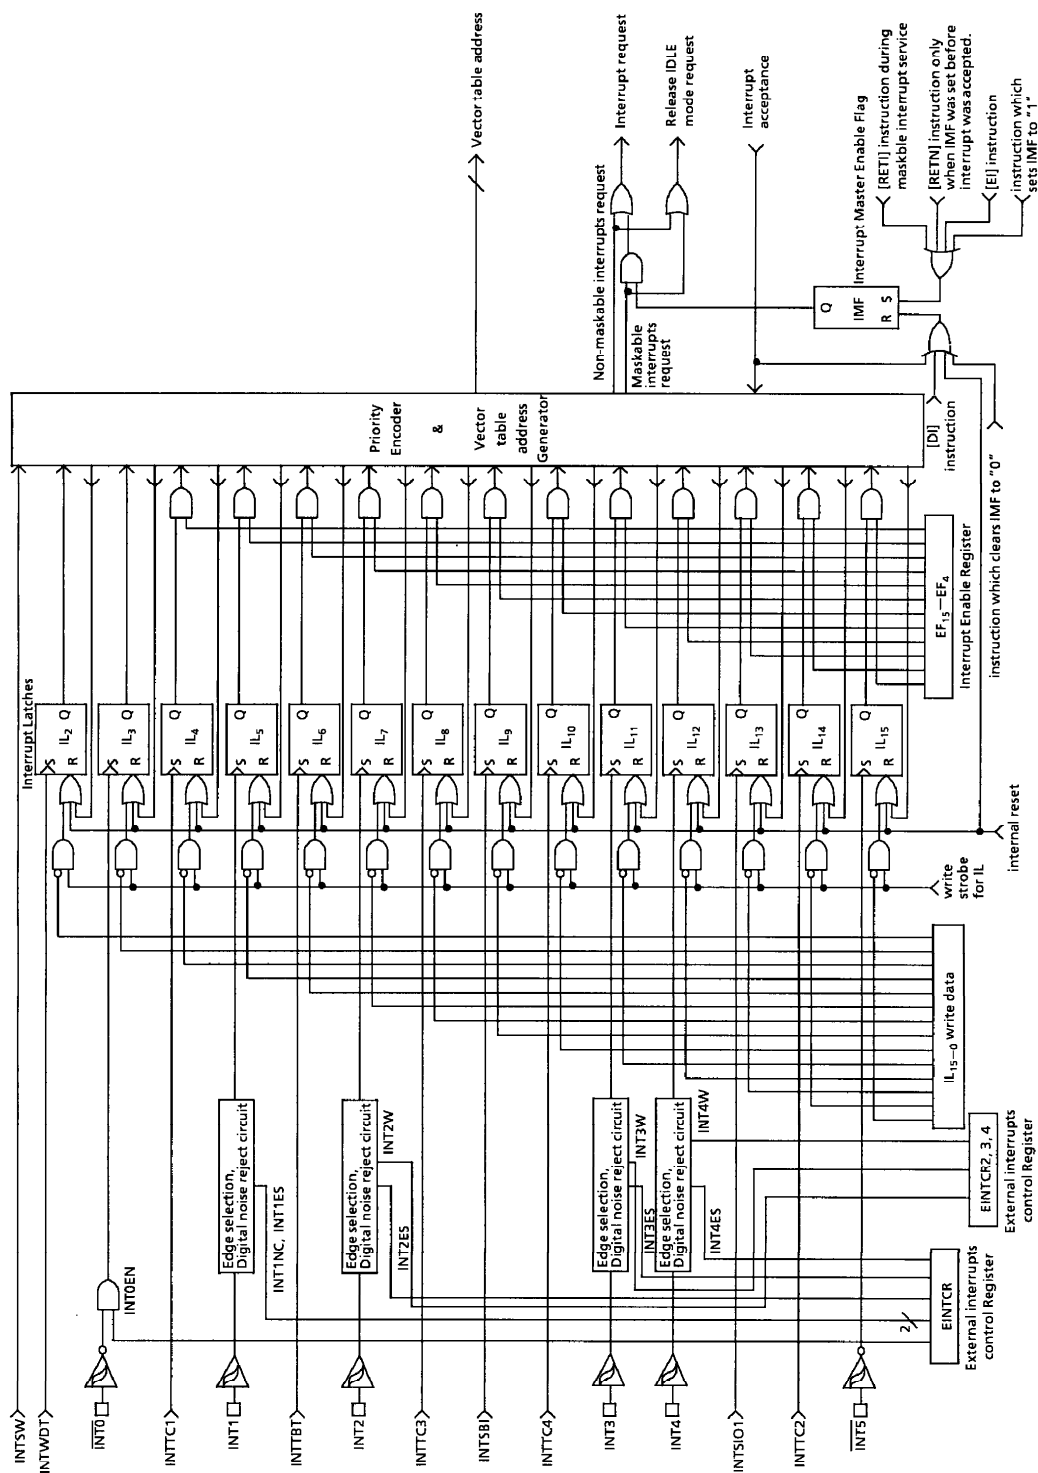 Vector table address
Interrupt request
Release IDLE
mode request
Interrupt
acceptance
Non-maskable interrupts request
Maskable
interrupts
request
Interrupt Master Enable Flag
Q
IMF
R S
[RETI] instruction during
maskble interrupt service
[RETN] instruction only
when IMF was set before
interrupt was accepted.
[EI] instruction
instruction which
sets IMF to "1"
Priority
Encoder
&
Vector
table
address
Generator
[DI]
instruction
instruction which clears IMF to "0"
EF15—EF4
Interrupt Enable Register
Interrupt Latches
S Q
IL2
R
S Q
IL3
R
S Q
IL4
R
S Q
IL5
R
S Q
IL6
R
S Q
IL7
R
S Q
IL8
R
S Q
IL9
R
S Q
IL10
R
S Q
IL11
R
S Q
IL12
R
S Q
IL13
R
S Q
IL14
R
S Q
IL15
R
internal reset
write
strobe
for IL
IL15—0 write data
Edge selection,
Digital noise reject circuit
INT1NC, INT1ES
Edge selection,
Digital noise reject circuit
INT2W
INT2ES
Edge selection,
Digital noise reject circuit
INT3W
INT3ES
Edge selection,
Digital noise reject circuit
INT4W
INT4ES
EINTCR2, 3, 4
External interrupts
control Register
INT0EN
2
EINTCR
External interrupts
control Register
INTSW
INTWDT
INT0
INTTC1
INT1
INTTBT
INT2
INTTC3
INTSBI
INTTC4
INT3
INT4
INTSIO1
INTTC2
INT5